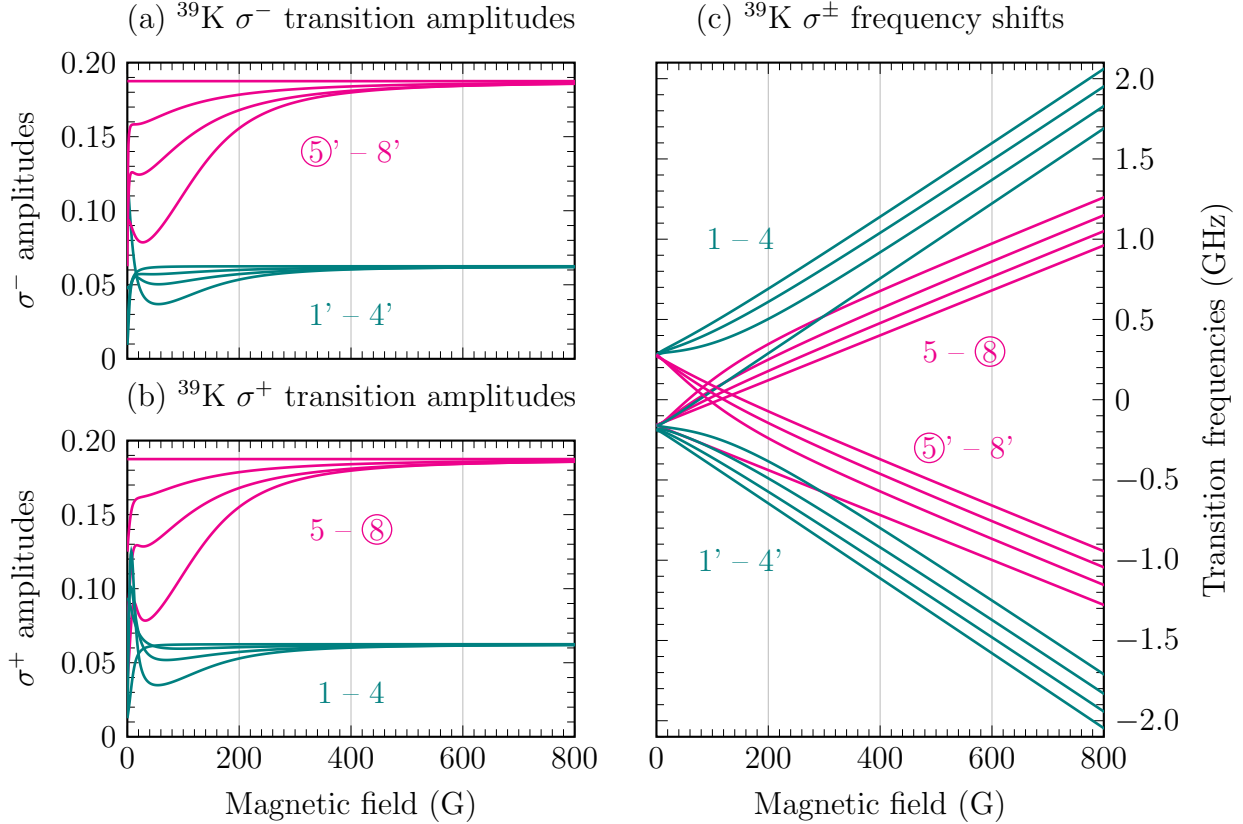 (a) ³⁹K σ⁻ transition amplitudes
0.20
0.15
0.10
0.05
0
σ⁻ amplitudes
⑤' – 8'
1' – 4'
(b) ³⁹K σ⁺ transition amplitudes
0.20
0.15
0.10
0.05
0
σ⁺ amplitudes
5 – ⑧
1 – 4
0 200 400 600 800
Magnetic field (G)
(c) ³⁹K σ± frequency shifts
2.0
1.5
1.0
0.5
0
−0.5
−1.0
−1.5
−2.0
Transition frequencies (GHz)
1 – 4
5 – ⑧
⑤' – 8'
1' – 4'
0 200 400 600 800
Magnetic field (G)